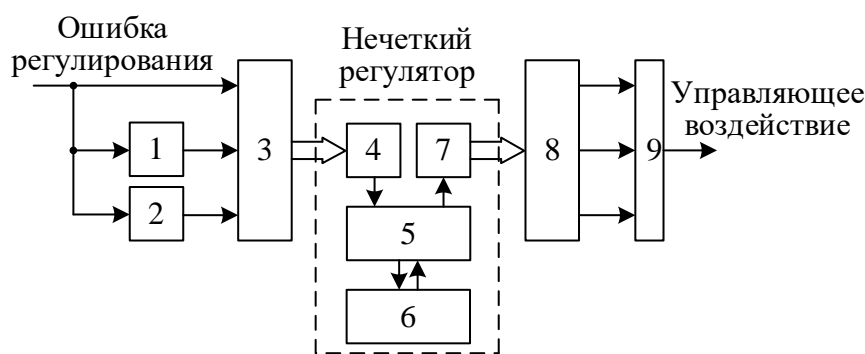 Ошибка
регулирования
Нечеткий
регулятор
Управляющее
воздействие
1
2
3
4
7
5
6
8
9